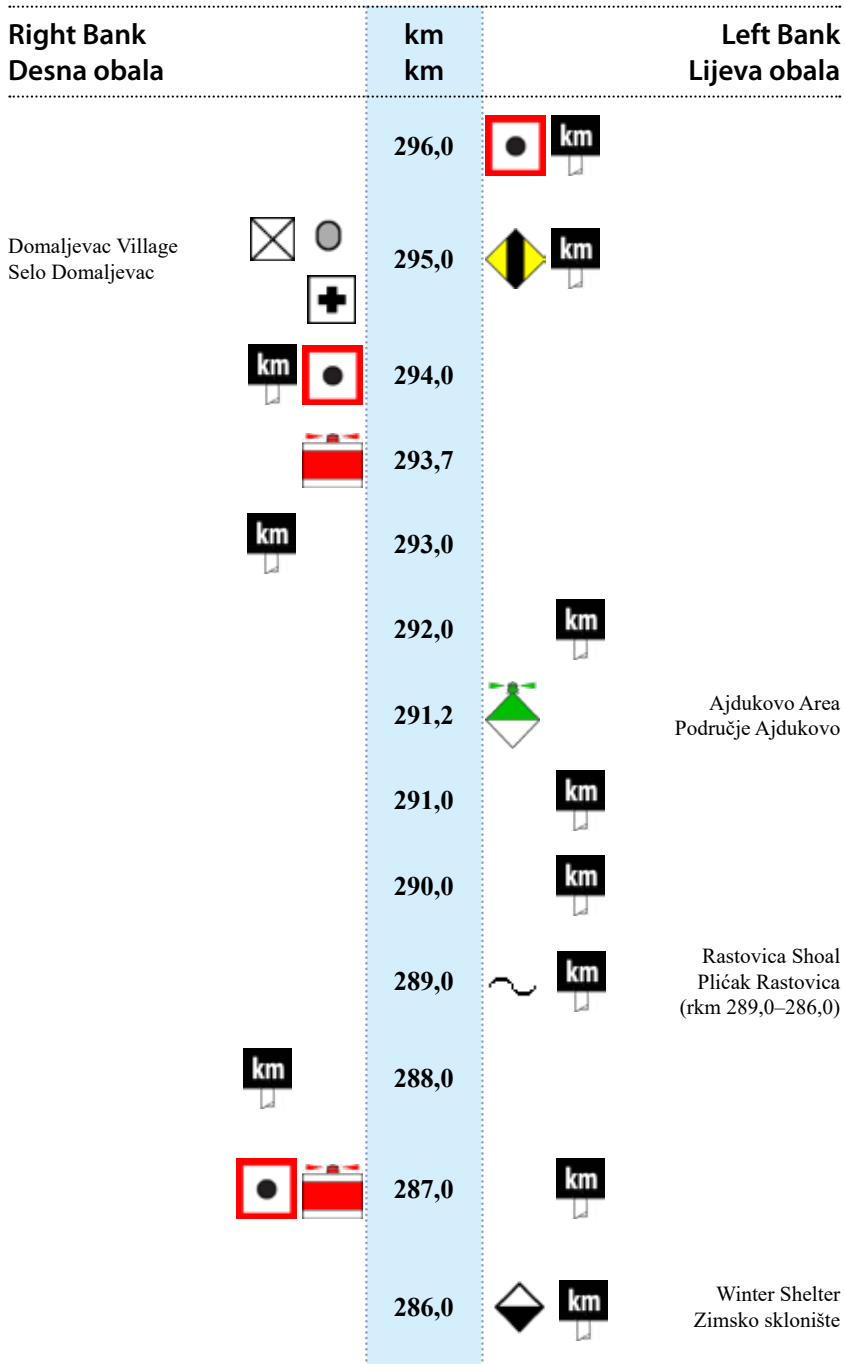 Right Bank km Left Bank
Desna obala km Lijeva obala
296,0 km
Domaljevac Village
Selo Domaljevac
295,0 km
km 294,0
293,7
km 293,0
292,0 km
291,2
Ajdukovo Area
Područje Ajdukovo
291,0 km
290,0 km
289,0 km
Rastovica Shoal
Plićak Rastovica
(rkm 289,0–286,0)
km 288,0
287,0 km
286,0 km
Winter Shelter
Zimsko sklonište